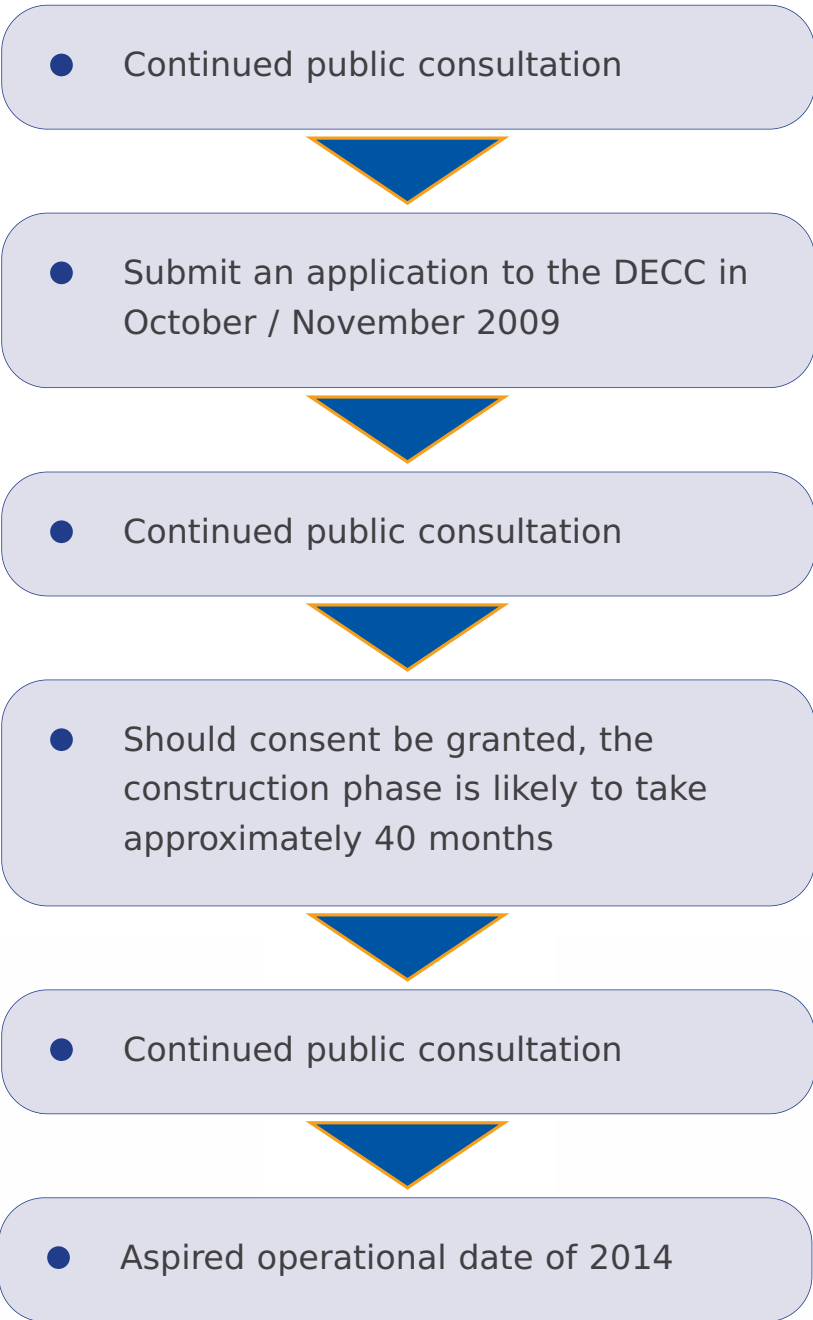 Continued public consultation
Submit an application to the DECC in
October / November 2009
Continued public consultation
Should consent be granted, the
construction phase is likely to take
approximately 40 months
Continued public consultation
Aspired operational date of 2014